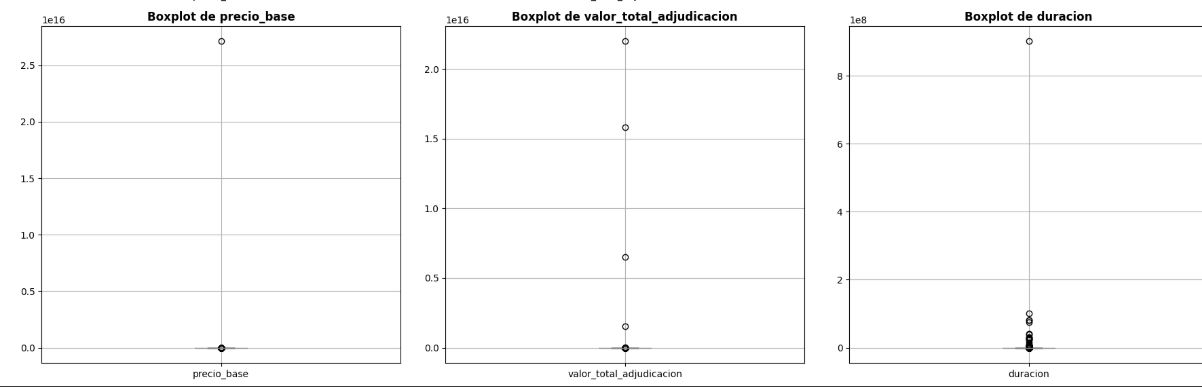 Boxplot de precio_base
1e16
2.5
2.0
1.5
1.0
0.5
0.0
precio_base
Boxplot de valor_total_adjudicacion
1e16
2.0
1.5
1.0
0.5
0.0
valor_total_adjudicacion
Boxplot de duracion
1e8
8
6
4
2
0
duracion